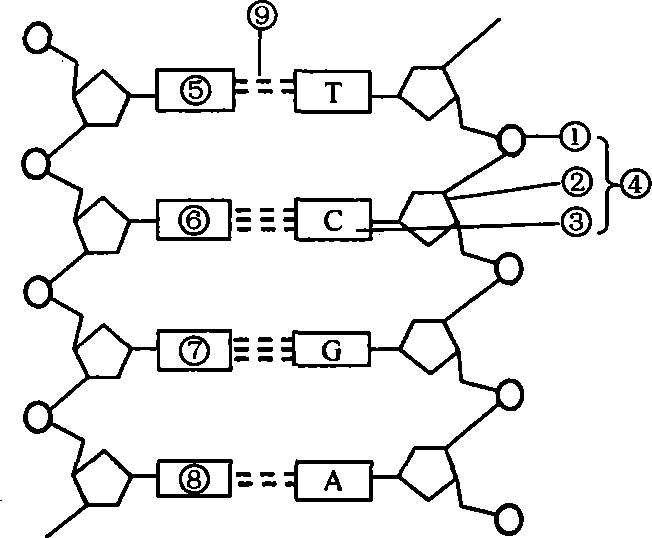 ⑨
⑤ T
①
② ④
⑥ C ③
⑦ G
⑧ A